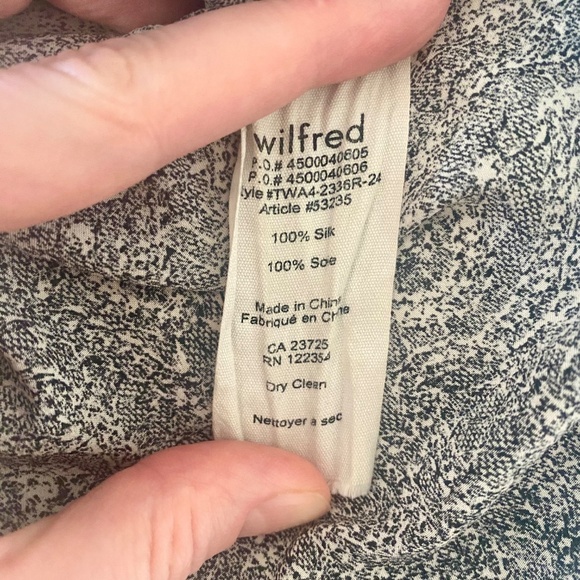 wilfred
P.O.# 4500040605
P.O.# 4500040606
yle #TWA4-2336R-24
Article #53235
100% Silk
100% Soie
Made in China
Fabriqué en Chine
CA 23725
RN 122354
Dry Clean
Nettoyer a sec